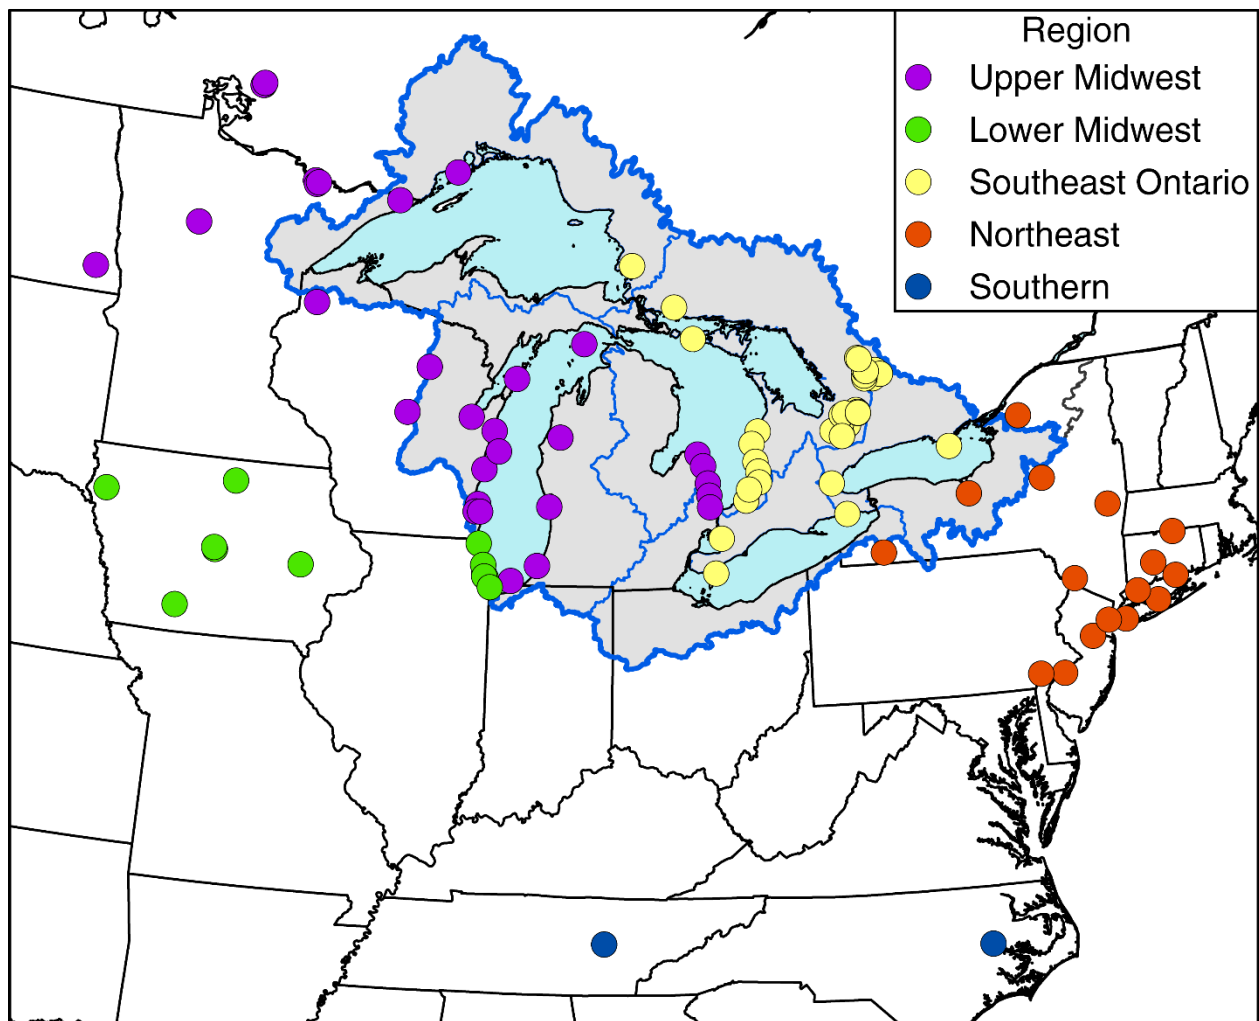 Region
Upper Midwest
Lower Midwest
Southeast Ontario
Northeast
Southern